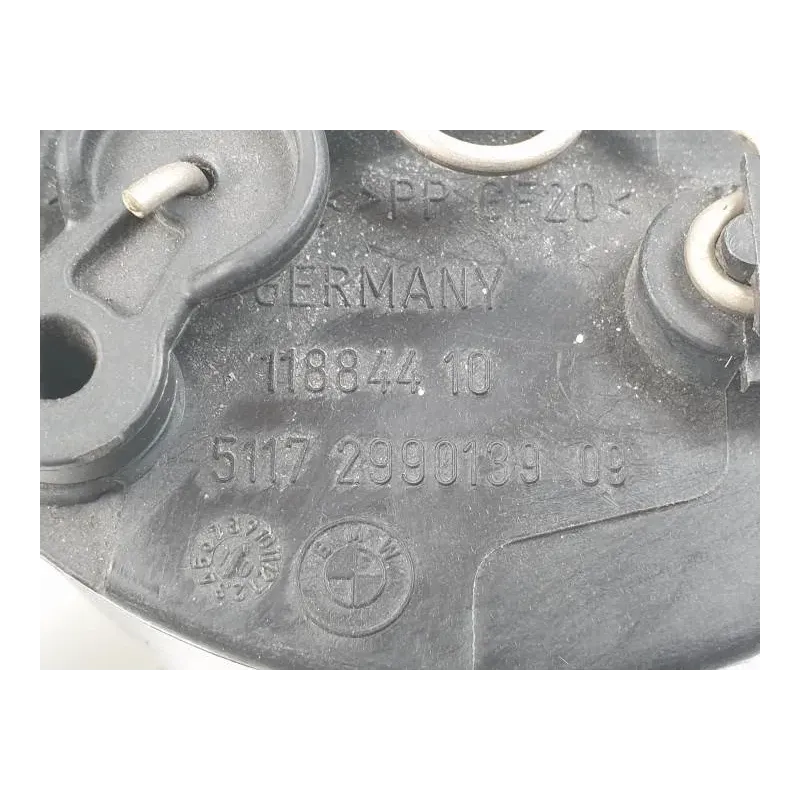 >PP GF20<
GERMANY
118844 10
5117 2990139 09
BMW